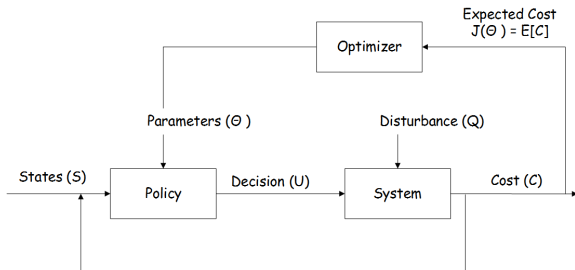 Expected Cost
J(Θ ) = E[C]
Optimizer
Parameters (Θ )
Disturbance (Q)
States (S)
Policy
Decision (U)
System
Cost (C)